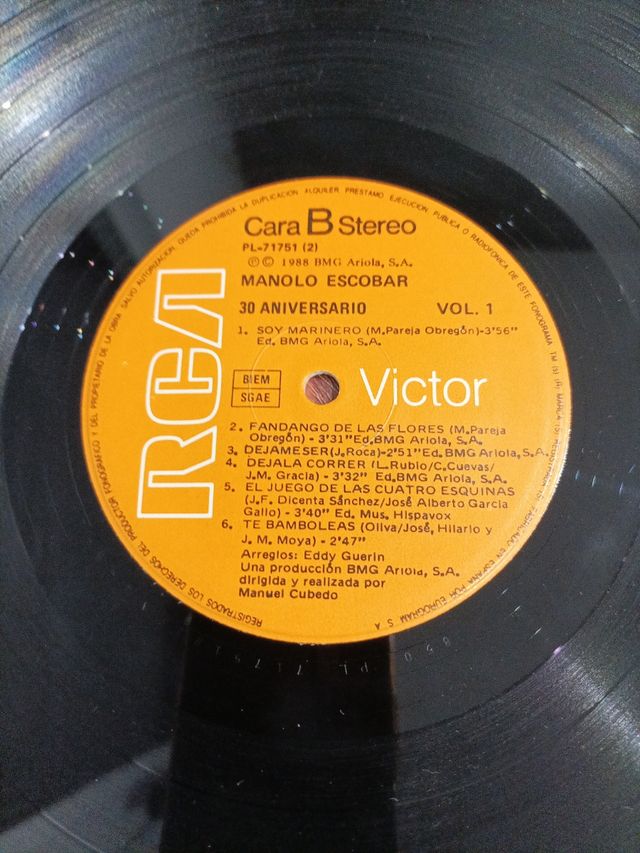 REGISTRADOS LOS DERECHOS DEL PRODUCTOR FONOGRAFICO Y DEL PROPIETARIO DE LA OBRA. SALVO AUTORIZACION, QUEDA PROHIBIDA LA DUPLICACION ALQUILER PRESTAMO EJECUCION PUBLICA O RADIOFONICA DE ESTE FONOGRAMA
FABRICADO EN ESPAÑA POR EUROGRAM S A
Cara B Stereo
PL-71751 (2)
Ⓟ© 1988 BMG Ariola, S.A.
MANOLO ESCOBAR
30 ANIVERSARIO VOL. 1
1. SOY MARINERO (M.Pareja Obregón)-3'56"
Ed. BMG Ariola, S.A.
RCA
BIEM
SGAE
Victor
2. FANDANGO DE LAS FLORES (M.Pareja
Obregón) - 3'31"Ed.BMG Ariola, S.A.
3. DEJAMESER(J.Roca)-2'51"Ed.BMG Ariola,S.A.
4. DEJALA CORRER (L.Rubio/C.Cuevas/
J.M. Gracia) - 3'32" Ed.BMG Ariola, S.A.
5. EL JUEGO DE LAS CUATRO ESQUINAS
(J.F. Dicenta Sánchez/José Alberto García
Gallo) - 3'40" Ed. Mus. Hispavox
6. TE BAMBOLEAS (Oliva/José, Hilario y
J. M. Moya) - 2'47"
Arreglos: Eddy Guerin
Una producción BMG Ariola, S.A.
dirigida y realizada por
Manuel Cubedo